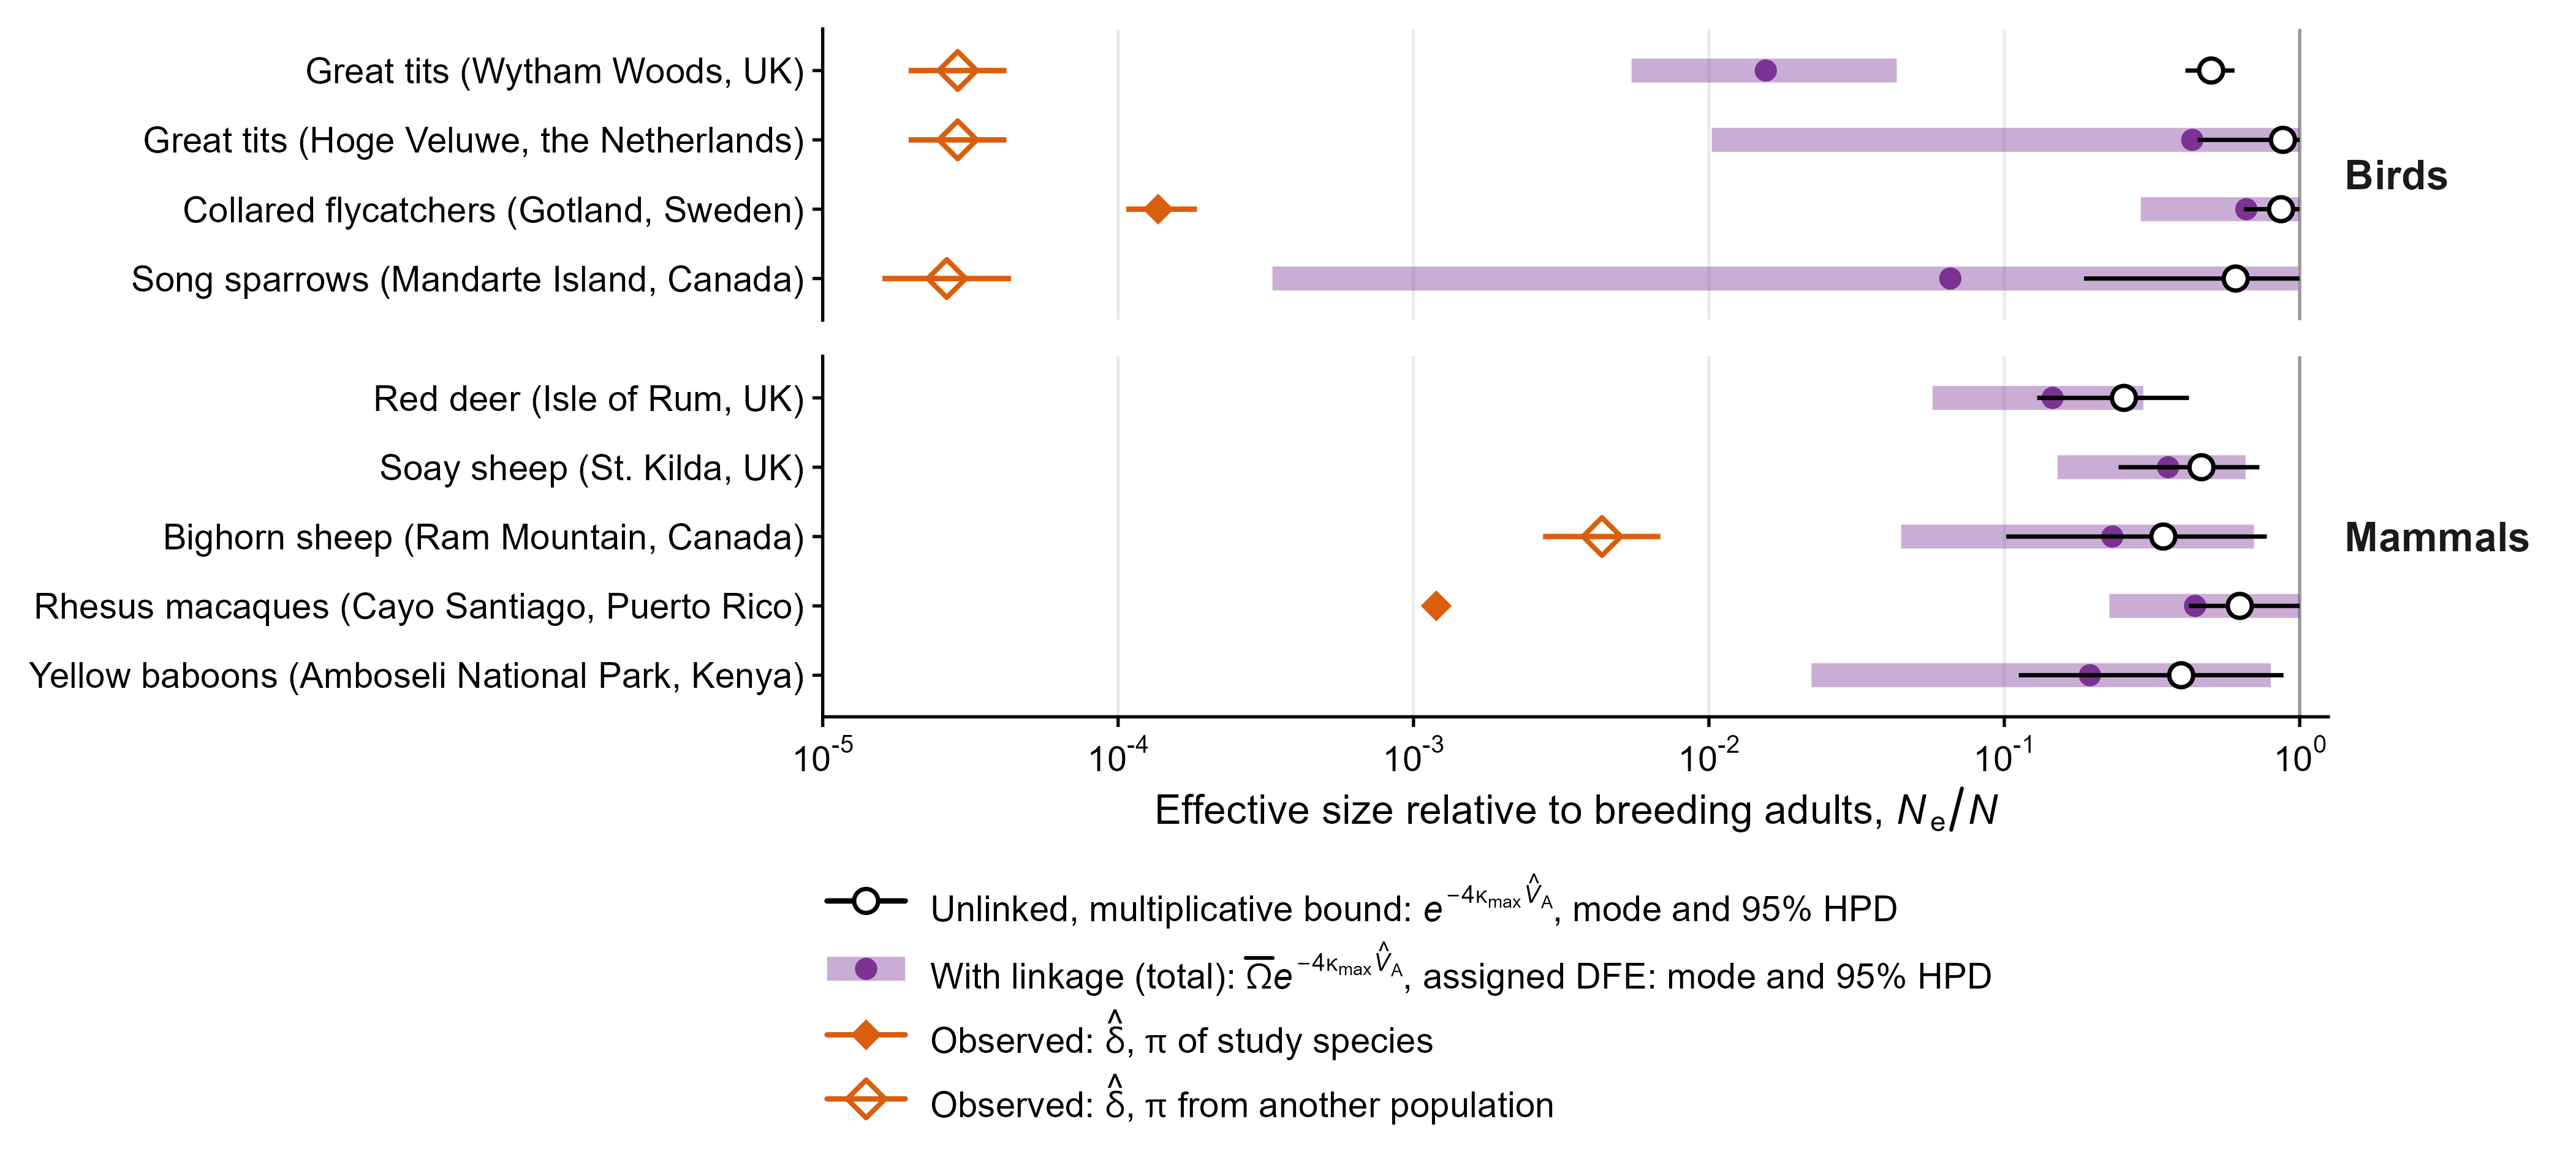 Great tits (Wytham Woods, UK)
Great tits (Hoge Veluwe, the Netherlands)
Collared flycatchers (Gotland, Sweden)
Song sparrows (Mandarte Island, Canada)
Birds
Red deer (Isle of Rum, UK)
Soay sheep (St. Kilda, UK)
Bighorn sheep (Ram Mountain, Canada)
Rhesus macaques (Cayo Santiago, Puerto Rico)
Yellow baboons (Amboseli National Park, Kenya)
Mammals
10⁻⁵ 10⁻⁴ 10⁻³ 10⁻² 10⁻¹ 10⁰
Effective size relative to breeding adults, Nₑ/N
Unlinked, multiplicative bound: e^{−4κ_max V̂_A}, mode and 95% HPD
With linkage (total): Ω̅e^{−4κ_max V̂_A}, assigned DFE: mode and 95% HPD
Observed: δ̂, π of study species
Observed: δ̂, π from another population